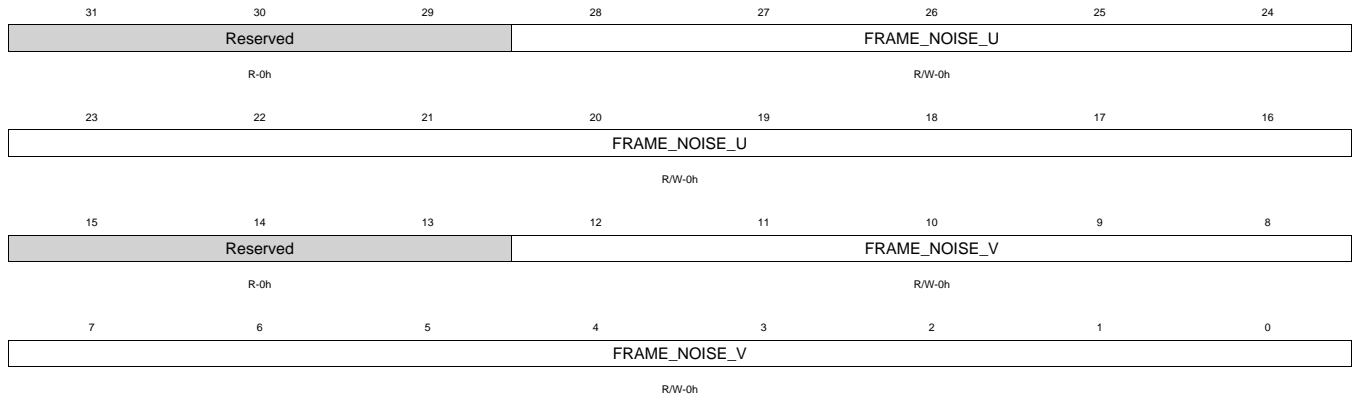 31 30 29 28 27 26 25 24
Reserved FRAME_NOISE_U
R-0h R/W-0h
23 22 21 20 19 18 17 16
FRAME_NOISE_U
R/W-0h
15 14 13 12 11 10 9 8
Reserved FRAME_NOISE_V
R-0h R/W-0h
7 6 5 4 3 2 1 0
FRAME_NOISE_V
R/W-0h